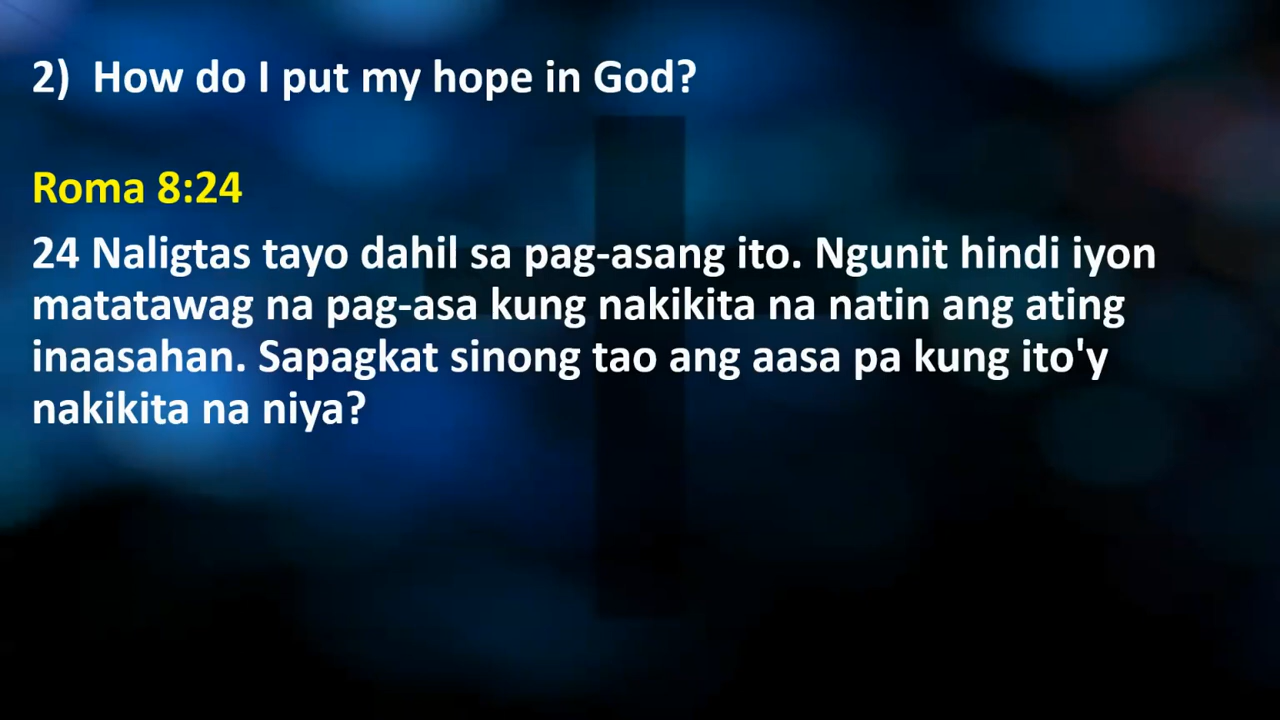 2) How do I put my hope in God?
Roma 8:24
24 Naligtas tayo dahil sa pag-asang ito. Ngunit hindi iyon
matatawag na pag-asa kung nakikita na natin ang ating
inaasahan. Sapagkat sinong tao ang aasa pa kung ito'y
nakikita na niya?